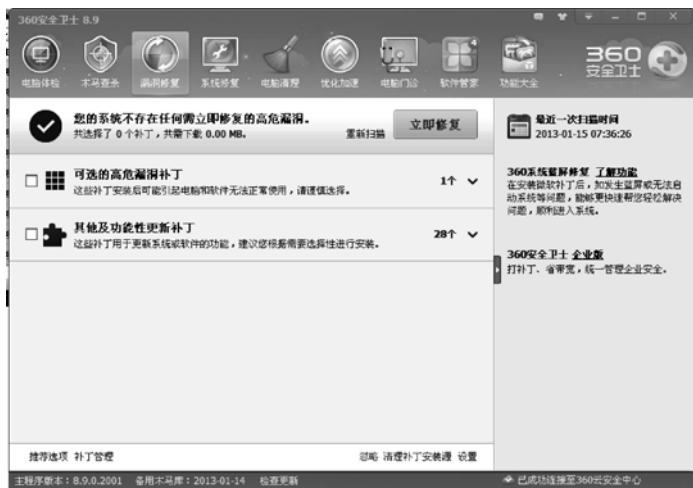 360安全卫士 8.9
电脑体检 木马查杀 漏洞修复 系统修复 电脑清理 优化加速 电脑门诊 软件管家 功能大全
360
安全卫士
您的系统不存在任何需立即修复的高危漏洞。
共选择了 0 个补丁，共需下载 0.00 MB。
重新扫描
立即修复
可选的高危漏洞补丁
这些补丁安装后可能引起电脑和软件无法正常使用，请谨慎选择。
1个
其他及功能性更新补丁
这些补丁用于更新系统或软件的功能，建议您根据需要选择性进行安装。
28个
最近一次扫描时间
2013-01-15 07:36:26
360系统蓝屏修复 了解功能
在安装微软补丁后，如发生蓝屏或无法启
动系统等问题，能够更快速帮您轻松解决
问题，顺利进入系统。
360安全卫士 企业版
打补丁、省带宽，统一管理企业安全。
推荐选项 补丁管理
忽略 清理补丁安装源 设置
主程序版本：8.9.0.2001 备用木马库：2013-01-14 检查更新
已成功连接至360云安全中心